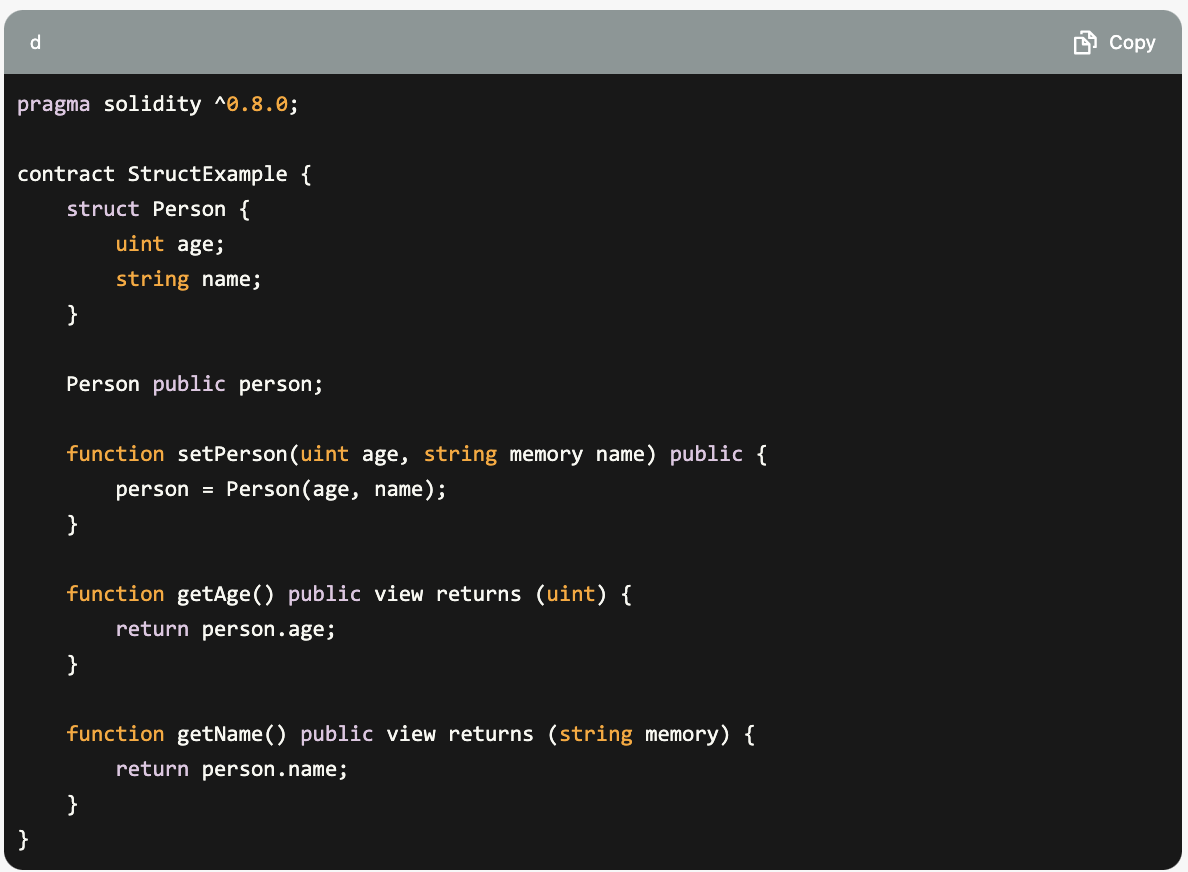 d
Copy
pragma solidity ^0.8.0;
contract StructExample {
    struct Person {
        uint age;
        string name;
    }
    Person public person;
    function setPerson(uint age, string memory name) public {
        person = Person(age, name);
    }
    function getAge() public view returns (uint) {
        return person.age;
    }
    function getName() public view returns (string memory) {
        return person.name;
    }
}